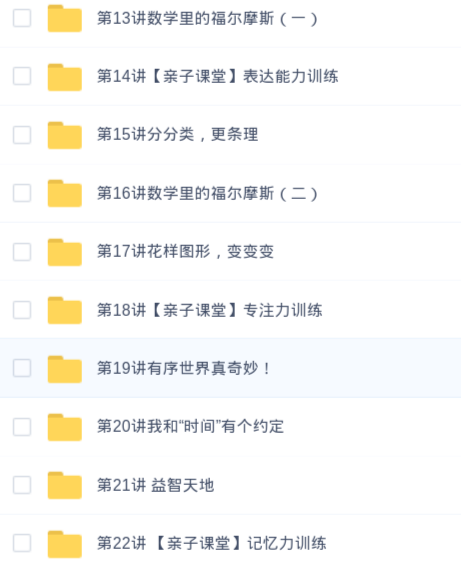 第13讲数学里的福尔摩斯（一）
第14讲【亲子课堂】表达能力训练
第15讲分分类，更条理
第16讲数学里的福尔摩斯（二）
第17讲花样图形，变变变
第18讲【亲子课堂】专注力训练
第19讲有序世界真奇妙！
第20讲我和“时间”有个约定
第21讲 益智天地
第22讲 【亲子课堂】记忆力训练